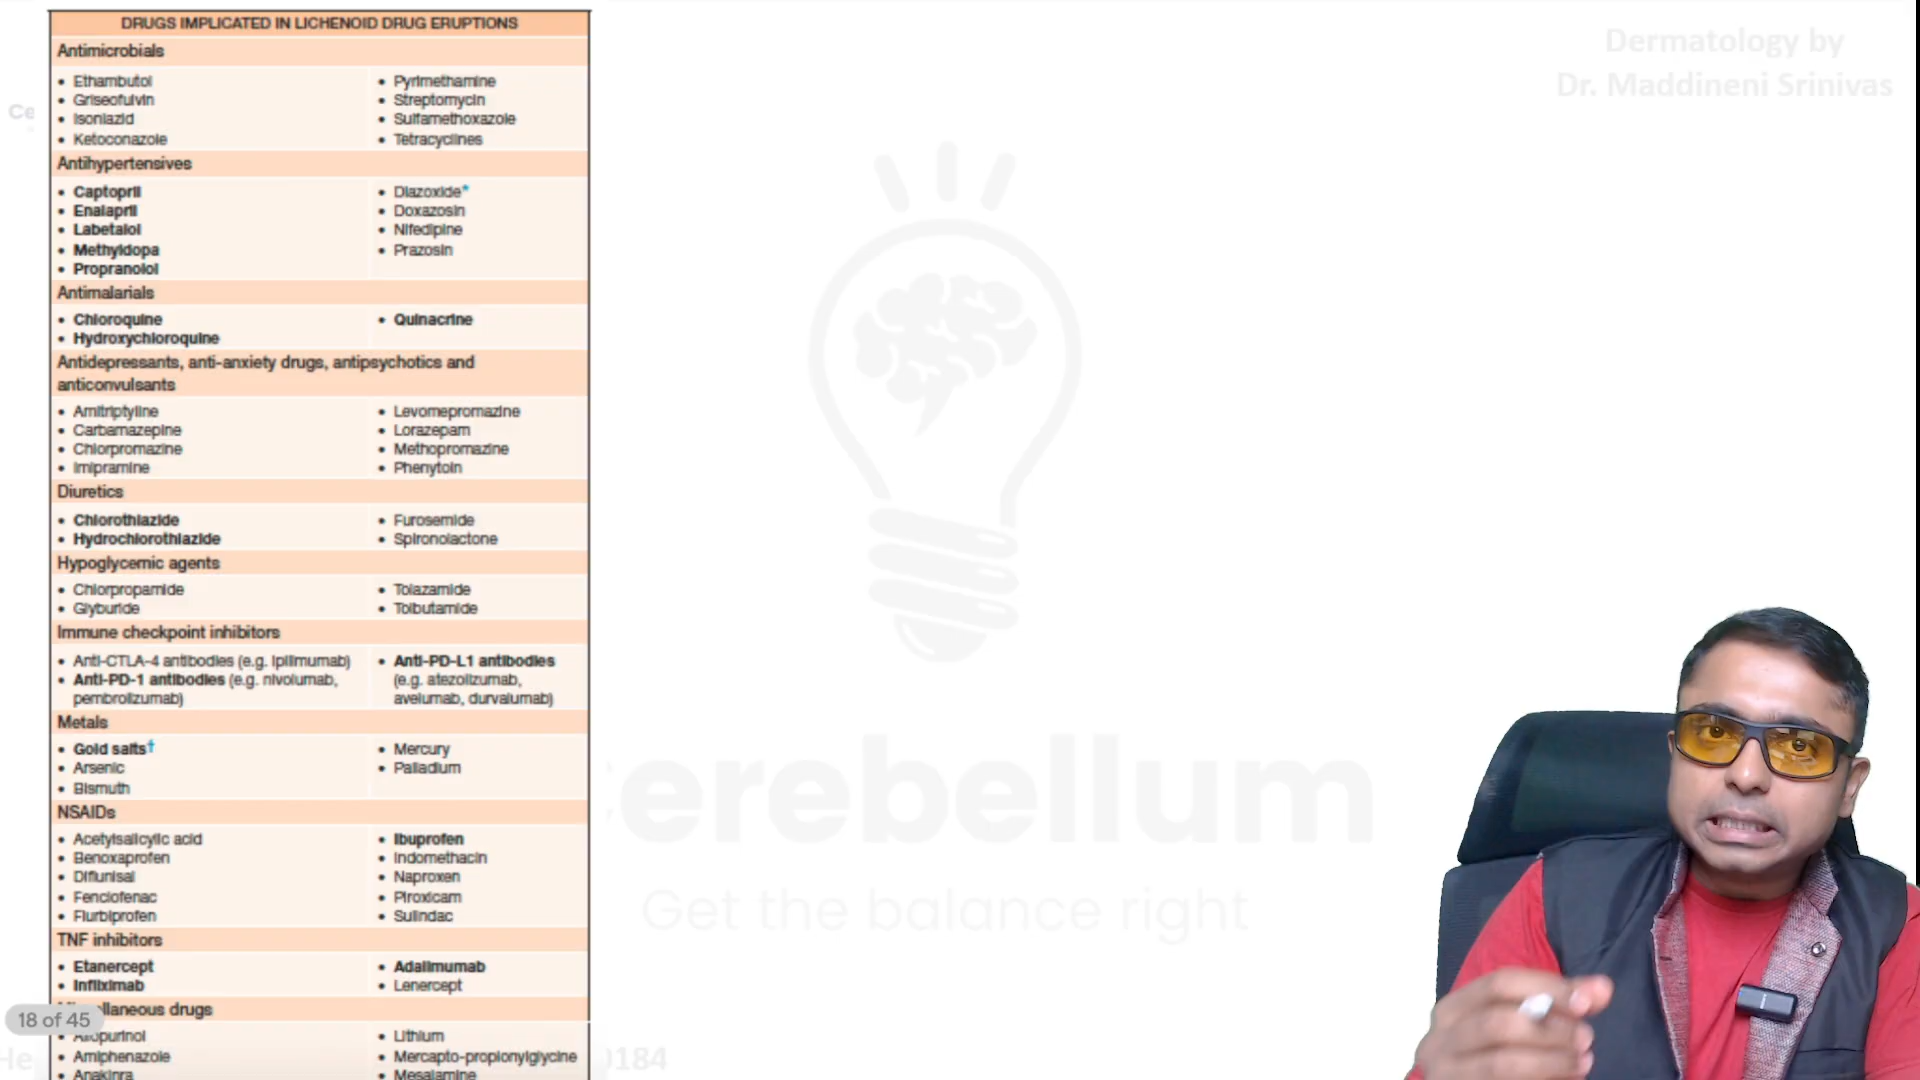 DRUGS IMPLICATED IN LICHENOID DRUG ERUPTIONS
Antimicrobials
• Ethambutol
• Griseofulvin
• Isoniazid
• Ketoconazole
• Pyrimethamine
• Streptomycin
• Sulfamethoxazole
• Tetracyclines
Antihypertensives
• Captopril
• Enalapril
• Labetalol
• Methyldopa
• Propranolol
• Diazoxide*
• Doxazosin
• Nifedipine
• Prazosin
Antimalarials
• Chloroquine
• Hydroxychloroquine
• Quinacrine
Antidepressants, anti-anxiety drugs, antipsychotics and
anticonvulsants
• Amitriptyline
• Carbamazepine
• Chlorpromazine
• Imipramine
• Levomepromazine
• Lorazepam
• Methopromazine
• Phenytoin
Diuretics
• Chlorothiazide
• Hydrochlorothiazide
• Furosemide
• Spironolactone
Hypoglycemic agents
• Chlorpropamide
• Glyburide
• Tolazamide
• Tolbutamide
Immune checkpoint inhibitors
• Anti-CTLA-4 antibodies (e.g. ipilimumab)
• Anti-PD-1 antibodies (e.g. nivolumab,
pembrolizumab)
• Anti-PD-L1 antibodies
(e.g. atezolizumab,
avelumab, durvalumab)
Metals
• Gold salts†
• Arsenic
• Bismuth
• Mercury
• Palladium
NSAIDs
• Acetylsalicylic acid
• Benoxaprofen
• Diflunisal
• Fenclofenac
• Flurbiprofen
• Ibuprofen
• Indomethacin
• Naproxen
• Piroxicam
• Sulindac
TNF inhibitors
• Etanercept
• Infliximab
• Adalimumab
• Lenercept
llaneous drugs
• Allopurinol
• Amiphenazole
• Anakinra
• Lithium
• Mercapto-propionylglycine
• Mesalamine
18 of 45
Dermatology by
Dr. Maddineni Srinivas
Ce
erebellum
Get the balance right
He
0184